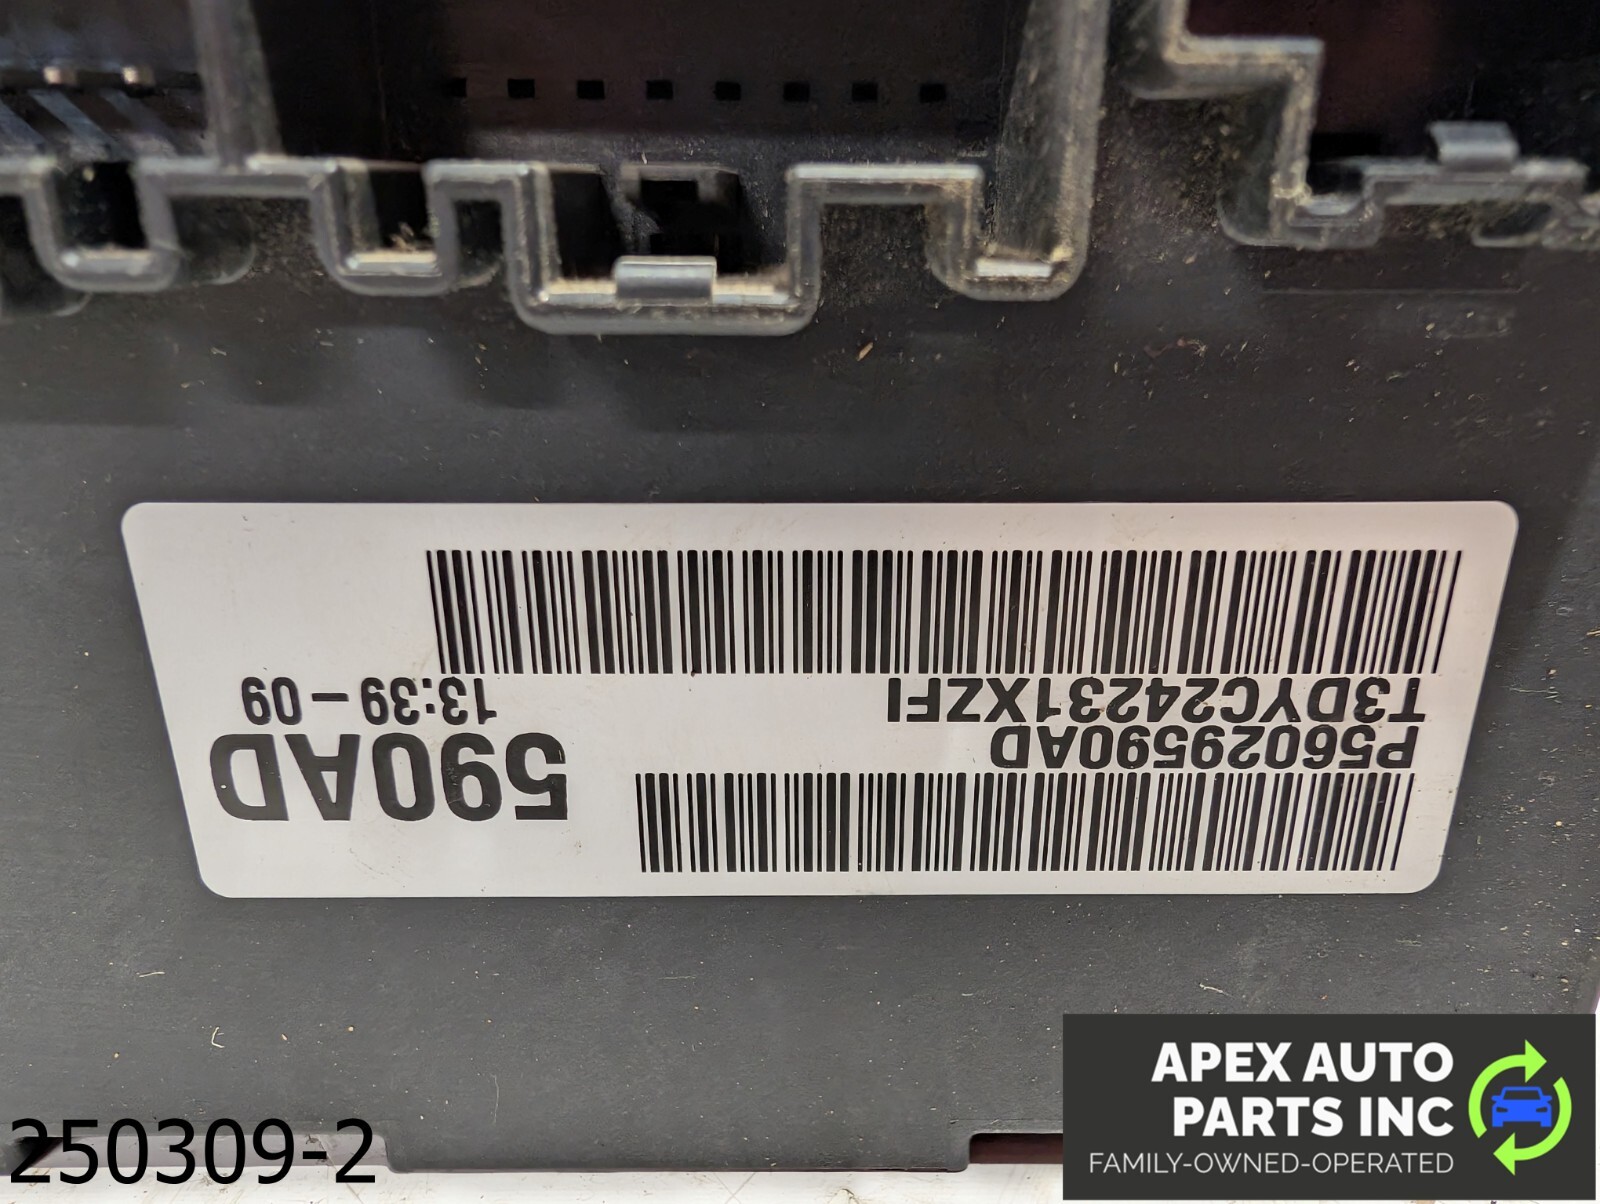 P56029590AD
T3DYC24231XZFI
590AD
13:39-09
250309-2
APEX AUTO
PARTS INC
FAMILY-OWNED-OPERATED